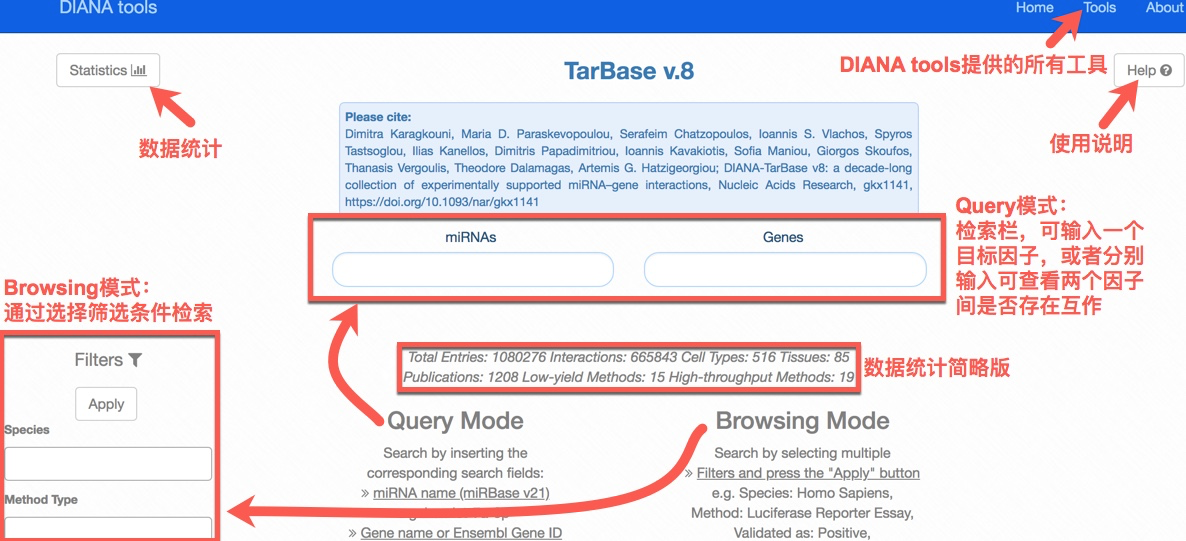 DIANA tools
Home Tools About
Statistics
TarBase v.8
DIANA tools提供的所有工具
Help
数据统计
使用说明
Please cite:
Dimitra Karagkouni, Maria D. Paraskevopoulou, Serafeim Chatzopoulos, Ioannis S. Vlachos, Spyros
Tastsoglou, Ilias Kanellos, Dimitris Papadimitriou, Ioannis Kavakiotis, Sofia Maniou, Giorgos Skoufos,
Thanasis Vergoulis, Theodore Dalamagas, Artemis G. Hatzigeorgiou; DIANA-TarBase v8: a decade-long
collection of experimentally supported miRNA–gene interactions, Nucleic Acids Research, gkx1141,
https://doi.org/10.1093/nar/gkx1141
miRNAs
Genes
Query模式：
检索栏，可输入一个
目标因子，或者分别
输入可查看两个因子
间是否存在互作
Browsing模式：
通过选择筛选条件检索
Filters
Apply
Species
Method Type
Total Entries: 1080276 Interactions: 665843 Cell Types: 516 Tissues: 85
Publications: 1208 Low-yield Methods: 15 High-throughput Methods: 19
数据统计简略版
Query Mode
Search by inserting the
corresponding search fields:
» miRNA name (miRBase v21)
» Gene name or Ensembl Gene ID
Browsing Mode
Search by selecting multiple
» Filters and press the "Apply" button
e.g. Species: Homo Sapiens,
Method: Luciferase Reporter Essay,
Validated as: Positive,